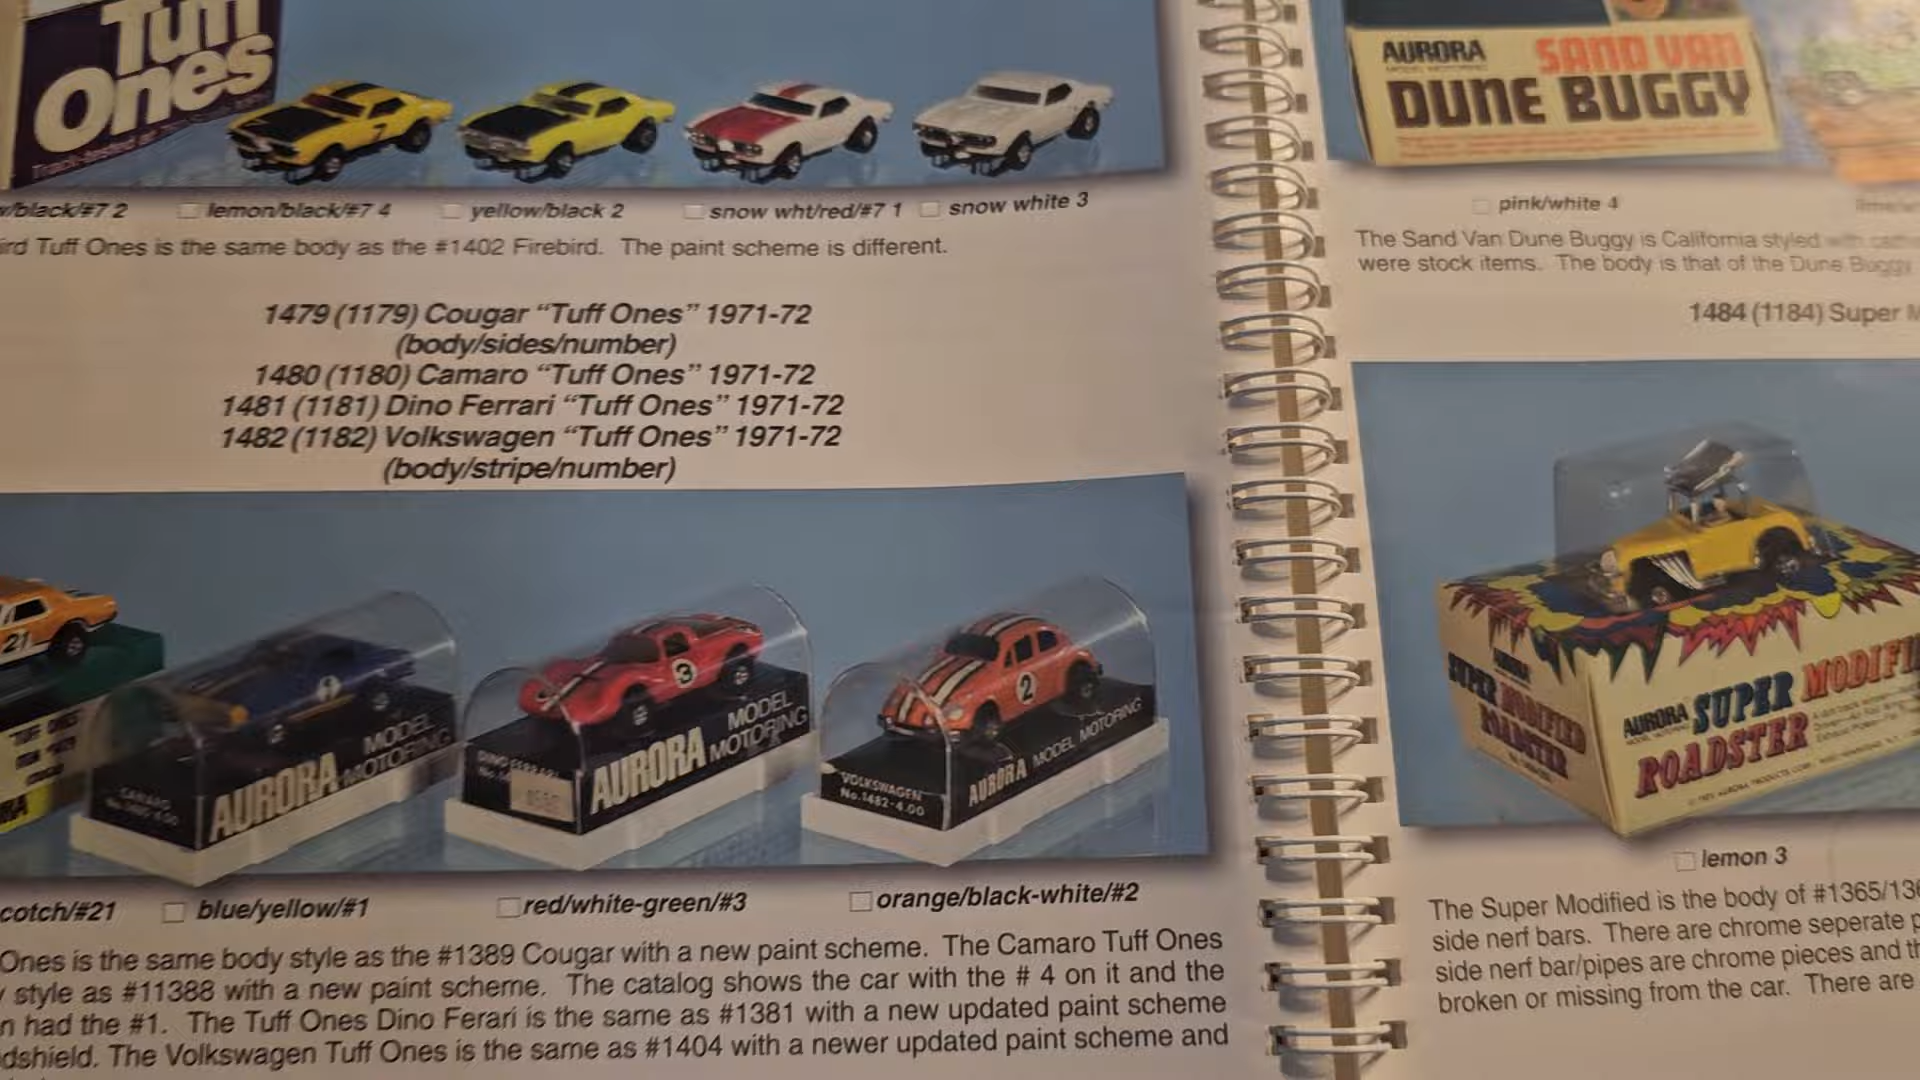 Tuff
Ones
/black/#7 2
lemon/black/#7 4
yellow/black 2
snow wht/red/#7 1
snow white 3
ird Tuff Ones is the same body as the #1402 Firebird. The paint scheme is different.
1479 (1179) Cougar “Tuff Ones” 1971-72
(body/sides/number)
1480 (1180) Camaro “Tuff Ones” 1971-72
1481 (1181) Dino Ferrari “Tuff Ones” 1971-72
1482 (1182) Volkswagen “Tuff Ones” 1971-72
(body/stripe/number)
21
CAMARO
AURORA MODEL MOTORING
3
DINO FERRARI
AURORA MODEL MOTORING
2
VOLKSWAGEN
No.1482-4.00
AURORA MODEL MOTORING
cotch/#21
blue/yellow/#1
red/white-green/#3
orange/black-white/#2
Ones is the same body style as the #1389 Cougar with a new paint scheme. The Camaro Tuff Ones
style as #11388 with a new paint scheme. The catalog shows the car with the # 4 on it and the
n had the #1. The Tuff Ones Dino Ferari is the same as #1381 with a new updated paint scheme
dshield. The Volkswagen Tuff Ones is the same as #1404 with a newer updated paint scheme and
AURORA SAND VAN
DUNE BUGGY
pink/white 4
The Sand Van Dune Buggy is California styled with
were stock items. The body is that of the Dune Buggy
1484 (1184) Super M
SUPER MODIFIED ROADSTER
AURORA SUPER MODIFI
ROADSTER
lemon 3
The Super Modified is the body of #1365/136
side nerf bars. There are chrome seperate p
side nerf bar/pipes are chrome pieces and th
broken or missing from the car. There are